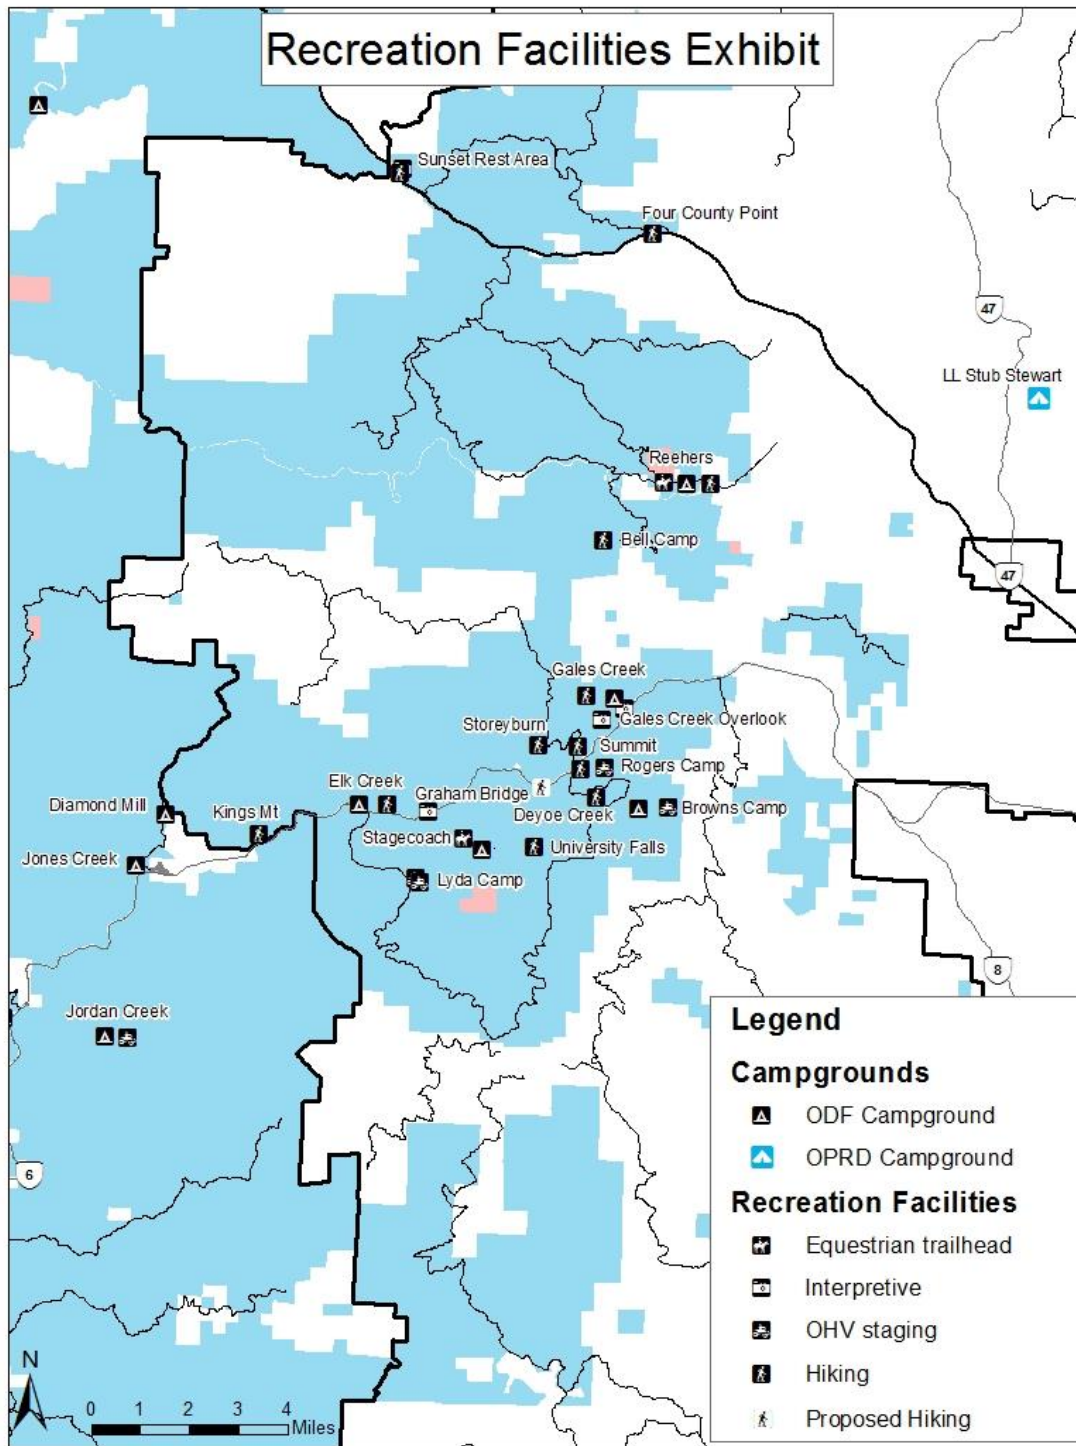 Recreation Facilities Exhibit
Sunset Rest Area
Four County Point
47
LL Stub Stewart
Reehers
Bell Camp
47
Gales Creek
Gales Creek Overlook
Storeyburn
Summit
Rogers Camp
Elk Creek
Graham Bridge
Diamond Mill
Kings Mt
Deyoe Creek
Browns Camp
Stagecoach
University Falls
Jones Creek
Lyda Camp
8
Jordan Creek
6
Legend
Campgrounds
ODF Campground
OPRD Campground
Recreation Facilities
Equestrian trailhead
Interpretive
OHV staging
Hiking
Proposed Hiking
N
0 1 2 3 4
Miles